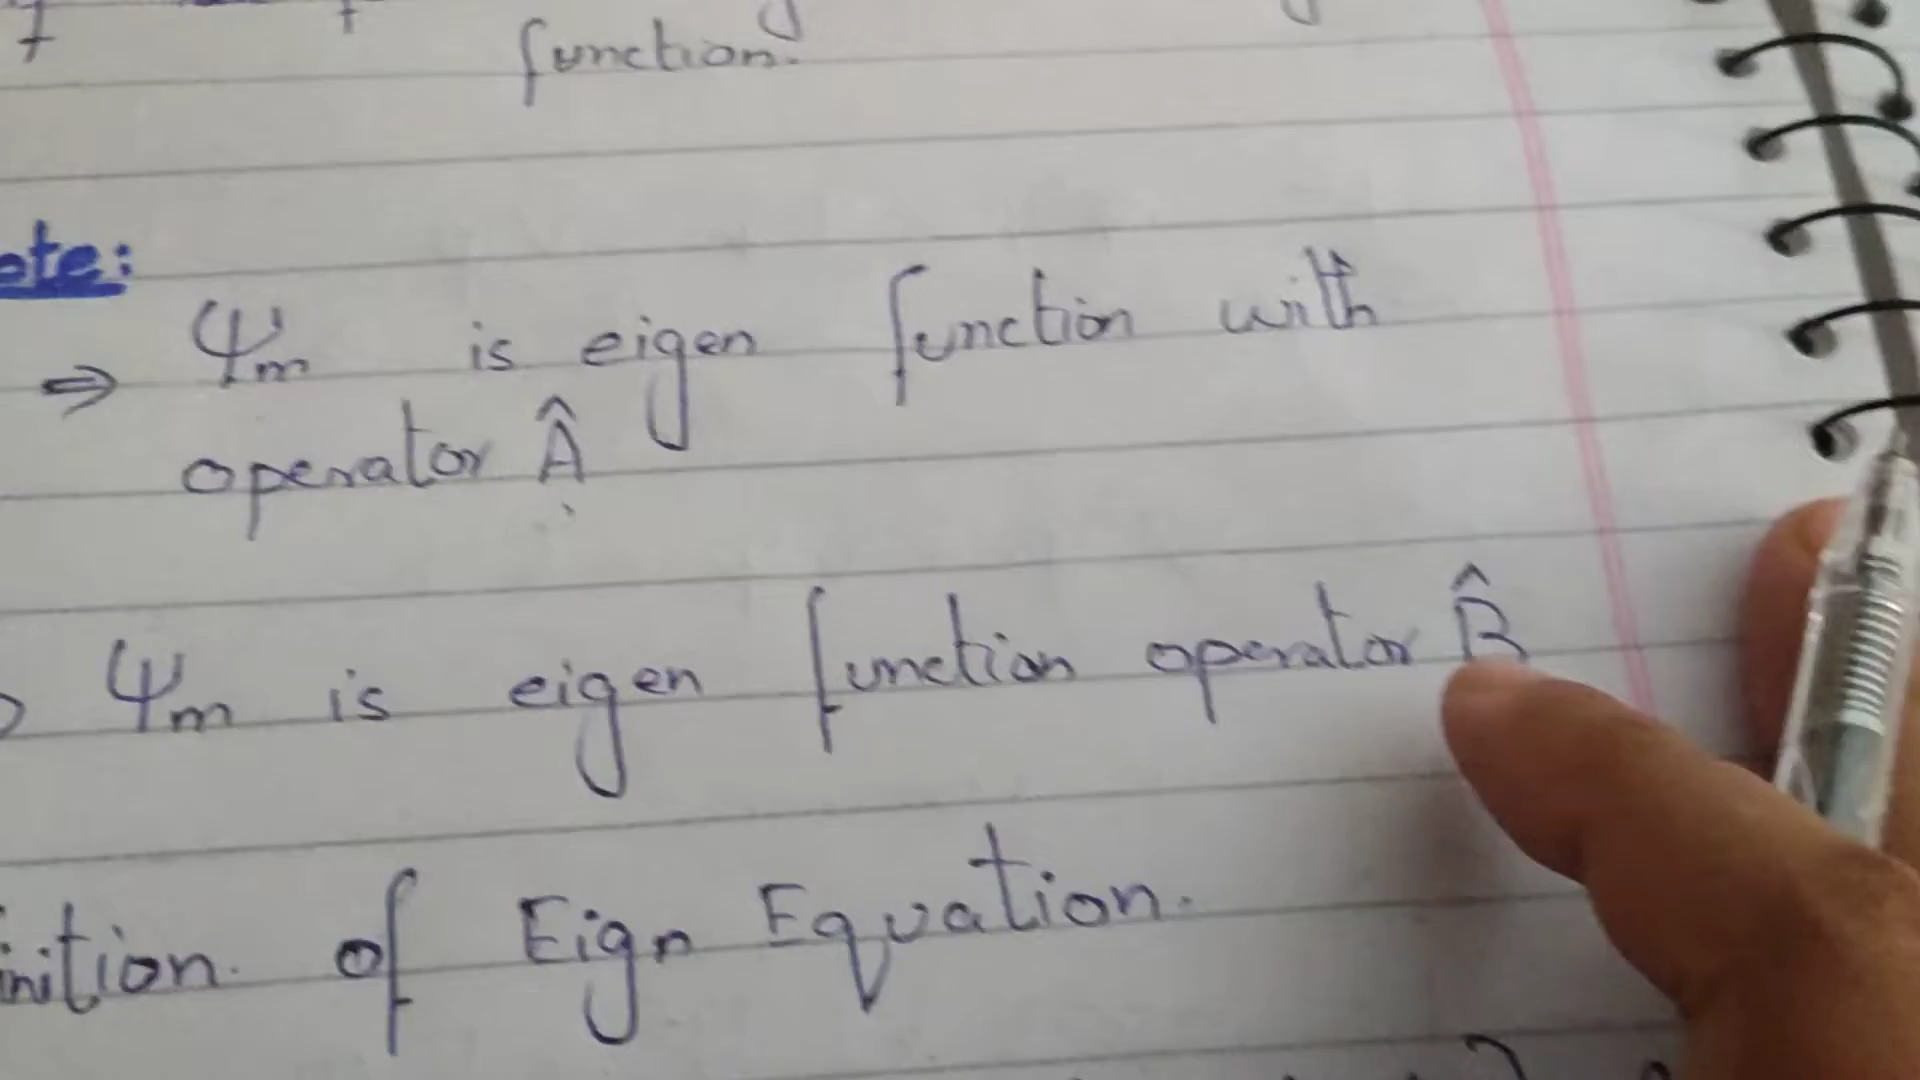 function.
ote:
⇒ Ψm is eigen function with
operator Â
Ψm is eigen function operator B̂
inition. of Eign Equation.